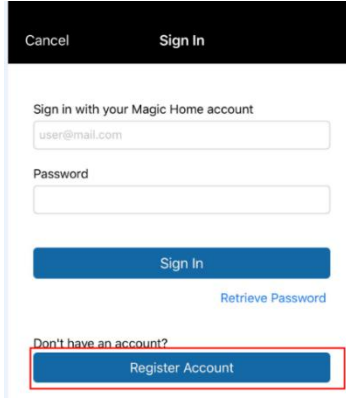 Cancel Sign In
Sign in with your Magic Home account
user@mail.com
Password
Sign In
Retrieve Password
Don't have an account?
Register Account